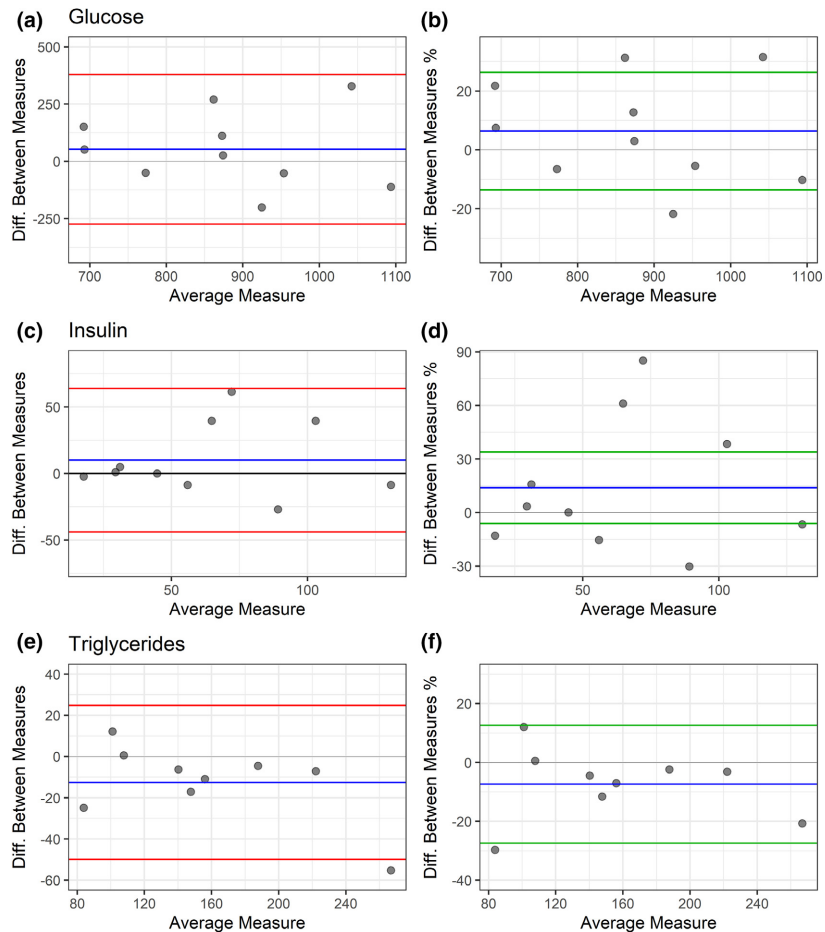 (a) Glucose
Diff. Between Measures
500
250
0
-250
700 800 900 1000 1100
Average Measure
(b)
Diff. Between Measures %
20
0
-20
700 800 900 1000 1100
Average Measure
(c) Insulin
Diff. Between Measures
50
0
-50
50 100
Average Measure
(d)
Diff. Between Measures %
90
60
30
0
-30
50 100
Average Measure
(e) Triglycerides
Diff. Between Measures
40
20
0
-20
-40
-60
80 120 160 200 240
Average Measure
(f)
Diff. Between Measures %
20
0
-20
-40
80 120 160 200 240
Average Measure